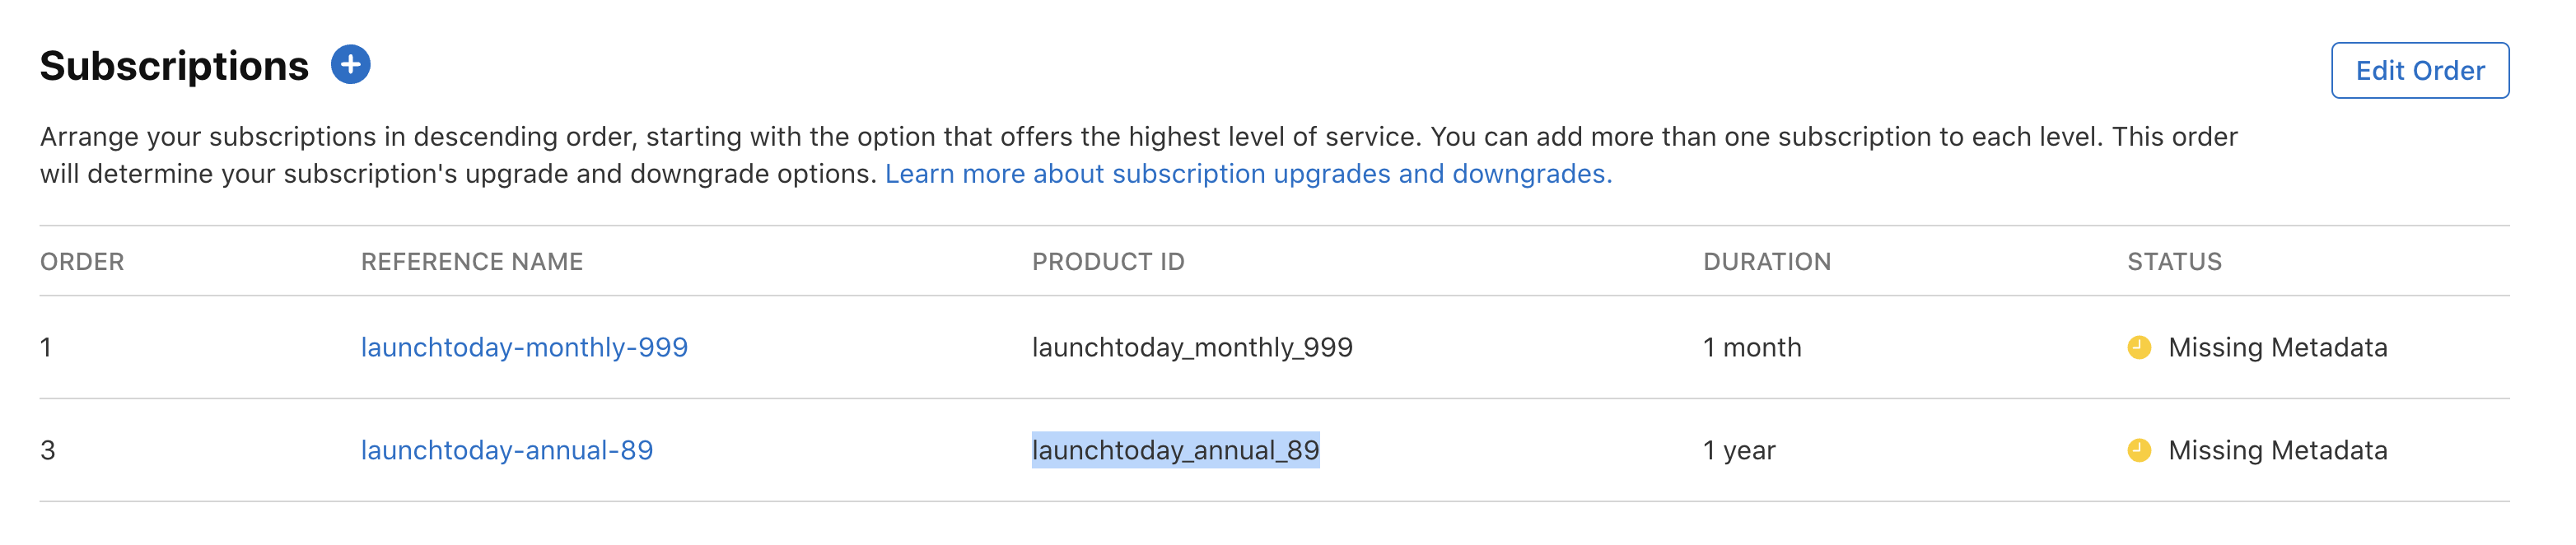 Subscriptions
Edit Order
Arrange your subscriptions in descending order, starting with the option that offers the highest level of service. You can add more than one subscription to each level. This order
will determine your subscription's upgrade and downgrade options. Learn more about subscription upgrades and downgrades.
ORDER REFERENCE NAME PRODUCT ID DURATION STATUS
1 launchtoday-monthly-999 launchtoday_monthly_999 1 month Missing Metadata
3 launchtoday-annual-89 launchtoday_annual_89 1 year Missing Metadata